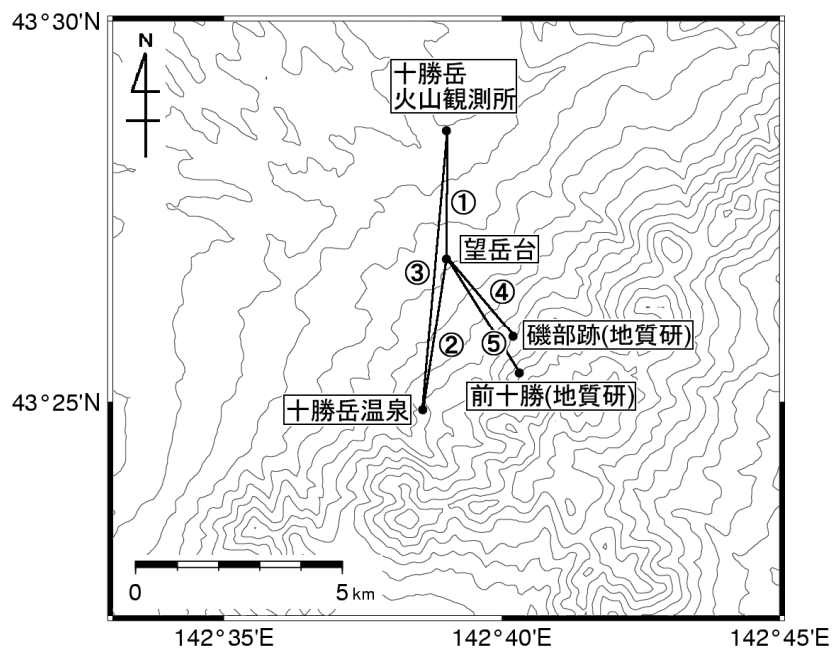 43°30'N
N
十勝岳
火山観測所
①
望岳台
③
④
②
⑤
磯部跡(地質研)
43°25'N
前十勝(地質研)
十勝岳温泉
0
5 km
142°35'E
142°40'E
142°45'E